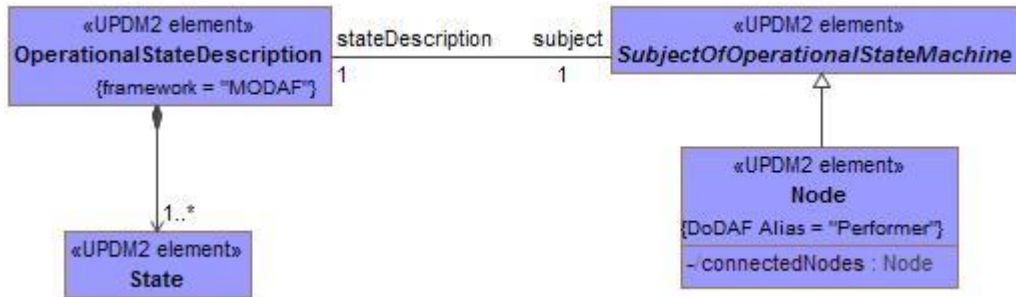 «UPDM2 element»
OperationalStateDescription
{framework = "MODAF"}
stateDescription
subject
1
1
«UPDM2 element»
SubjectOfOperationalStateMachine
1..*
«UPDM2 element»
State
«UPDM2 element»
Node
{DoDAF Alias = "Performer"}
-/connectedNodes : Node